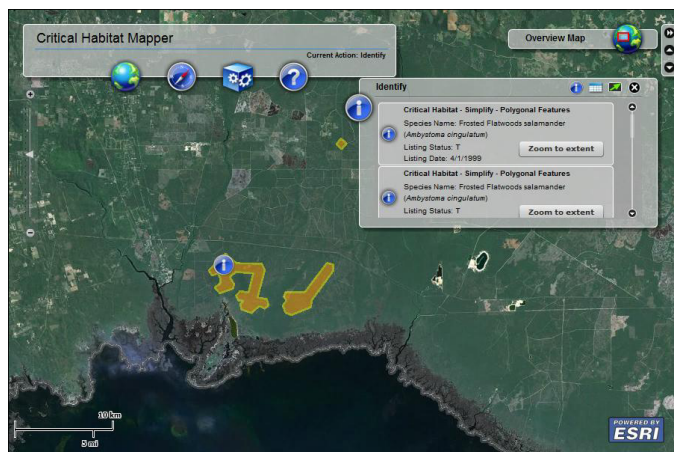 Critical Habitat Mapper
Current Action: Identify
Overview Map
Identify
Critical Habitat - Simplify - Polygonal Features
Species Name: Frosted Flatwoods salamander
(Ambystoma cingulatum)
Listing Status: T
Listing Date: 4/1/1999
Zoom to extent
Critical Habitat - Simplify - Polygonal Features
Species Name: Frosted Flatwoods salamander
(Ambystoma cingulatum)
Listing Status: T
Zoom to extent
10 km
5 mi
POWERED BY
ESRI